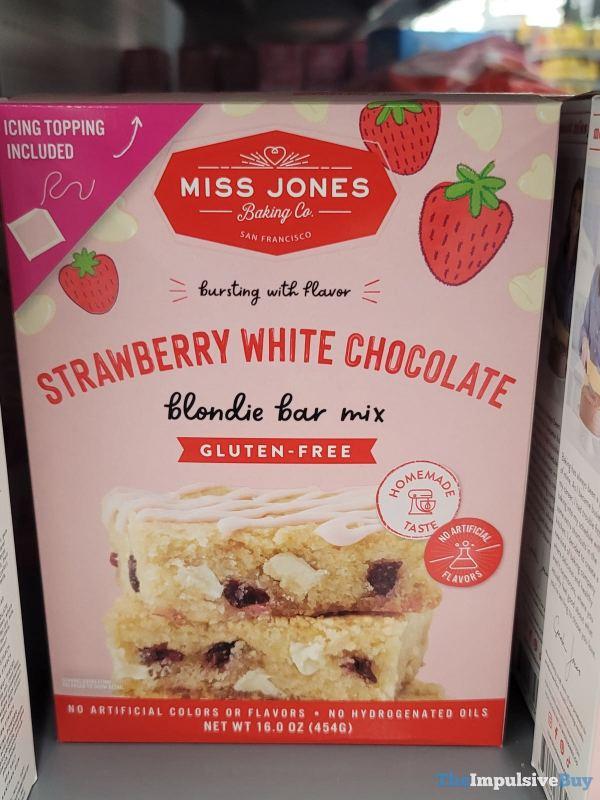 ICING TOPPING
INCLUDED
MISS JONES
Baking Co.
SAN FRANCISCO
bursting with flavor
STRAWBERRY WHITE CHOCOLATE
blondie bar mix
GLUTEN-FREE
HOMEMADE
TASTE
NO ARTIFICIAL
FLAVORS
NO ARTIFICIAL COLORS OR FLAVORS • NO HYDROGENATED OILS
NET WT 16.0 OZ (454G)
TheImpulsiveBuy